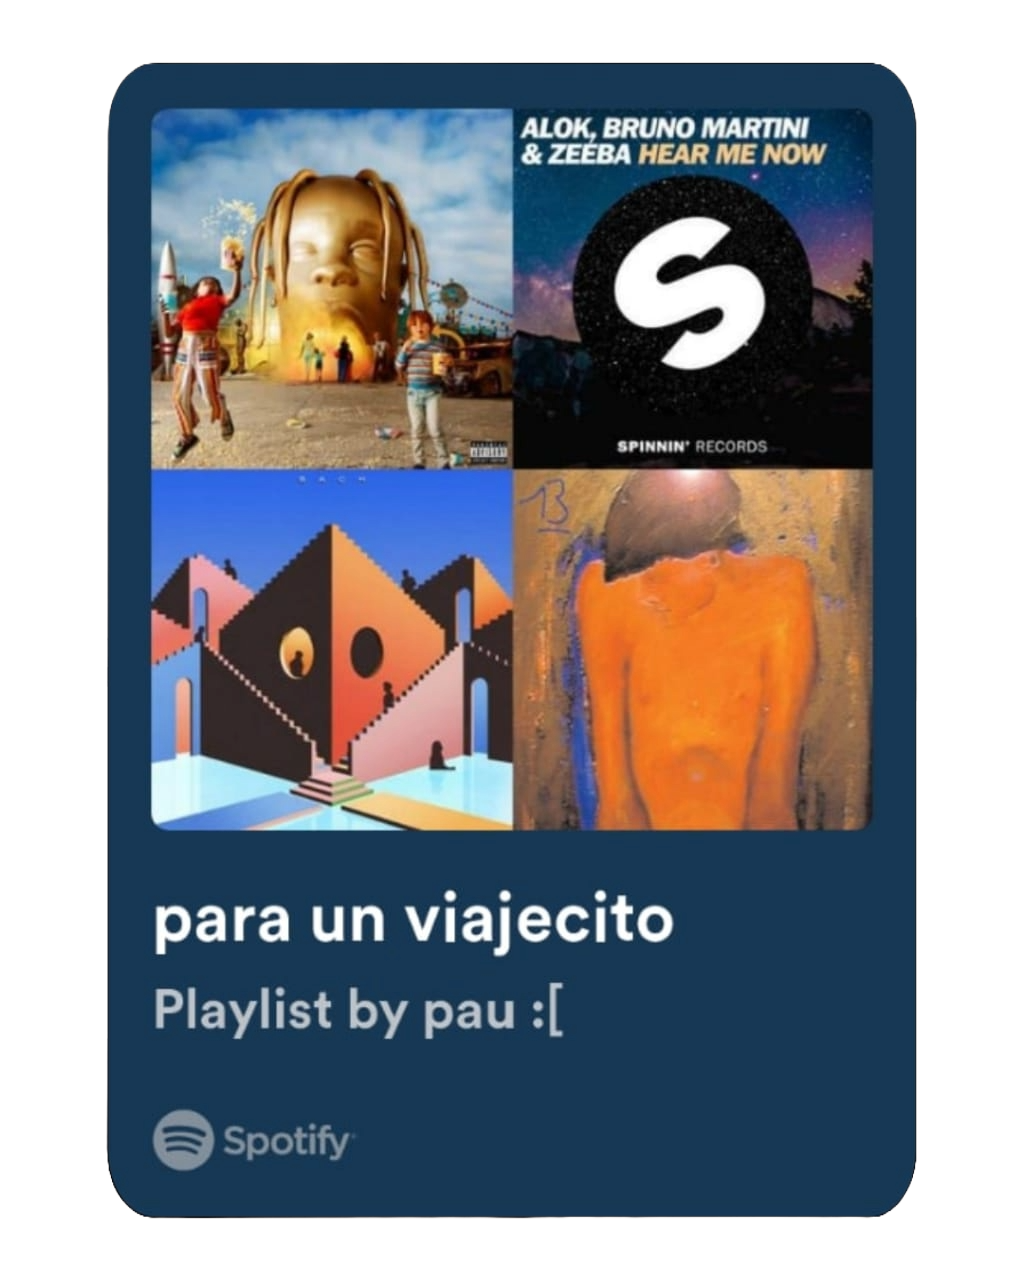 ALOK, BRUNO MARTINI
& ZEEBA HEAR ME NOW
SPINNIN' RECORDS
BACH
13
para un viajecito
Playlist by pau :[
Spotify